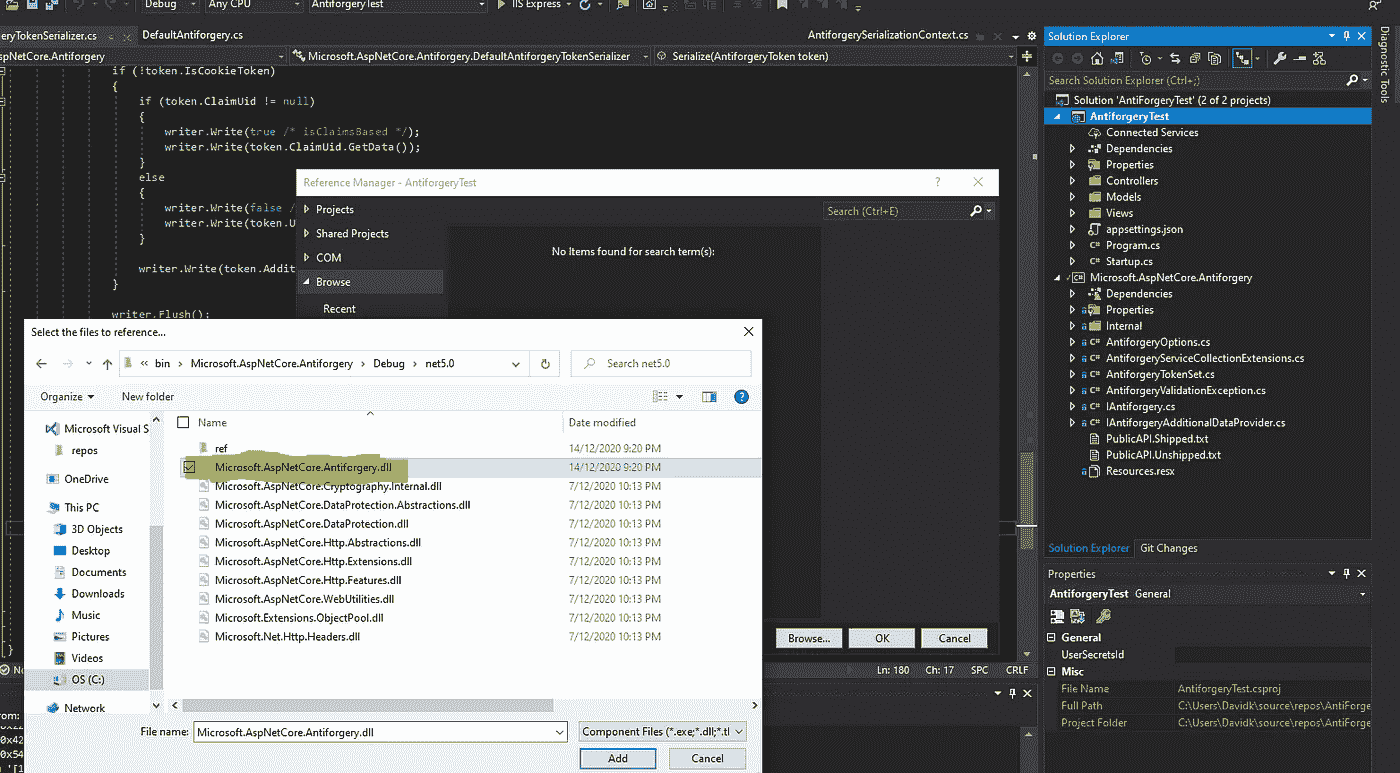 Debug Any CPU AntiforgeryTest IIS Express
eryTokenSerializer.cs DefaultAntiforgery.cs AntiforgerySerializationContext.cs
spNetCore.Antiforgery Microsoft.AspNetCore.Antiforgery.DefaultAntiforgeryTokenSerializer Serialize(AntiforgeryToken token)
if (!token.IsCookieToken)
{
if (token.ClaimUid != null)
{
writer.Write(true /* isClaimsBased */);
writer.Write(token.ClaimUid.GetData());
}
else
{
writer.Write(false /
writer.Write(token.U
}
writer.Write(token.Addit
}
writer.Flush();
}
Reference Manager - AntiforgeryTest ?
Projects
Shared Projects
COM
Browse
Recent
Search (Ctrl+E)
No Items found for search term(s):
Browse... OK Cancel
Select the files to reference...
« bin Microsoft.AspNetCore.Antiforgery Debug net5.0
Search net5.0
Organize New folder ?
Microsoft Visual S
repos
OneDrive
This PC
3D Objects
Desktop
Documents
Downloads
Music
Pictures
Videos
OS (C:)
Network
Name Date modified
ref 14/12/2020 9:20 PM
Microsoft.AspNetCore.Antiforgery.dll 14/12/2020 9:20 PM
Microsoft.AspNetCore.Cryptography.Internal.dll 7/12/2020 10:13 PM
Microsoft.AspNetCore.DataProtection.Abstractions.dll 7/12/2020 10:13 PM
Microsoft.AspNetCore.DataProtection.dll 7/12/2020 10:13 PM
Microsoft.AspNetCore.Http.Abstractions.dll 7/12/2020 10:13 PM
Microsoft.AspNetCore.Http.Extensions.dll 7/12/2020 10:13 PM
Microsoft.AspNetCore.Http.Features.dll 7/12/2020 10:13 PM
Microsoft.AspNetCore.WebUtilities.dll 7/12/2020 10:13 PM
Microsoft.Extensions.ObjectPool.dll 7/12/2020 10:13 PM
Microsoft.Net.Http.Headers.dll 7/12/2020 10:13 PM
File name: Microsoft.AspNetCore.Antiforgery.dll Component Files (*.exe;*.dll;*.tl
Add Cancel
No
Ln: 180 Ch: 17 SPC CRLF
rom:
0x22
0x42
0x54
'[1
Solution Explorer
Search Solution Explorer (Ctrl+;)
Solution 'AntiForgeryTest' (2 of 2 projects)
AntiforgeryTest
Connected Services
Dependencies
Properties
Controllers
Models
Views
appsettings.json
C# Program.cs
C# Startup.cs
C# Microsoft.AspNetCore.Antiforgery
Dependencies
Properties
Internal
C# AntiforgeryOptions.cs
C# AntiforgeryServiceCollectionExtensions.cs
C# AntiforgeryTokenSet.cs
C# AntiforgeryValidationException.cs
C# IAntiforgery.cs
C# IAntiforgeryAdditionalDataProvider.cs
PublicAPI.Shipped.txt
PublicAPI.Unshipped.txt
Resources.resx
Solution Explorer Git Changes
Properties
AntiforgeryTest General
General
UserSecretsId
Misc
File Name AntiforgeryTest.csproj
Full Path C:\Users\Davidk\source\repos\AntiForge
Project Folder C:\Users\Davidk\source\repos\AntiForge
Diagnostic Tools